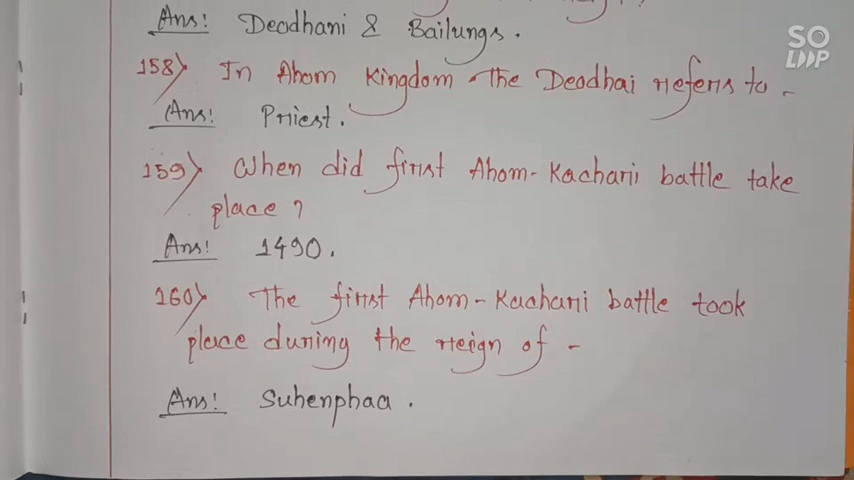 Ans! Deodhani & Bailungs.
SO LOOP
158) In Ahom Kingdom the Deodhai refers to -
Ans! Priest.
159) When did first Ahom-Kachari battle take
place ?
Ans! 1490.
160) The first Ahom-Kachari battle took
place during the reign of -
Ans! Suhenphaa.